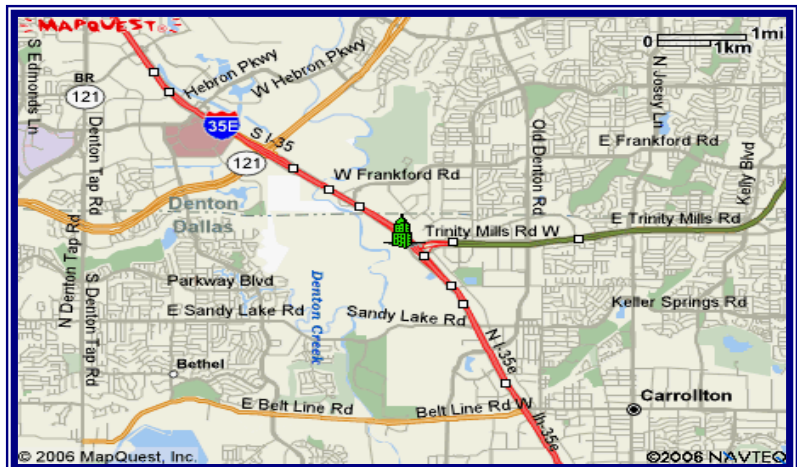 MAPQUEST
0 1mi
1km
S Edmonds Ln
BR
121
Hebron Pkwy
W Hebron Pkwy
35E
S I-35
121
Denton Tap Rd
N Josey Ln
Old Denton Rd
E Frankford Rd
W Frankford Rd
Kelly Blvd
Denton
Dallas
Trinity Mills Rd W
E Trinity Mills Rd
N Denton Tap Rd
S Denton Tap Rd
Parkway Blvd
E Sandy Lake Rd
Denton Creek
Sandy Lake Rd
Keller Springs Rd
N I-35e
Bethel
E Belt Line Rd
Belt Line Rd W
Ih-35e
Carrollton
© 2006 MapQuest, Inc.
©2006 NAVTEQ